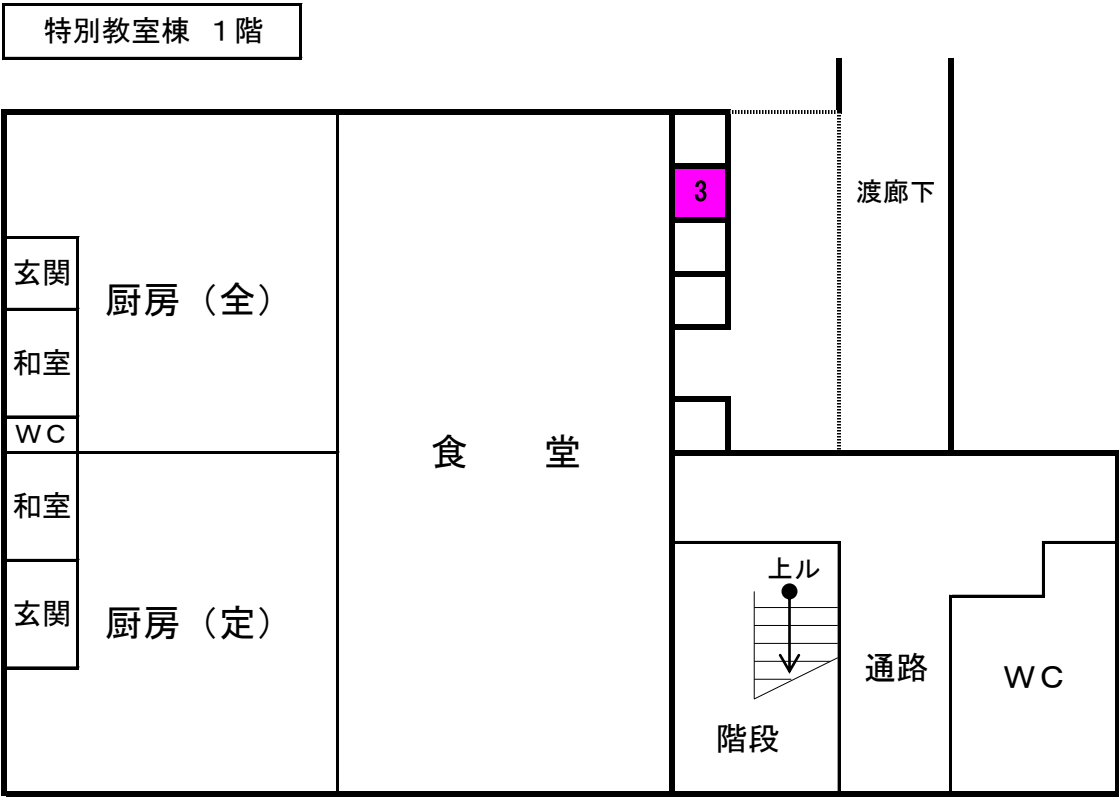 特別教室棟 1階
3
渡廊下
玄関
厨房（全）
和室
WC
食 堂
和室
上ル
玄関
厨房（定）
通路
WC
階段